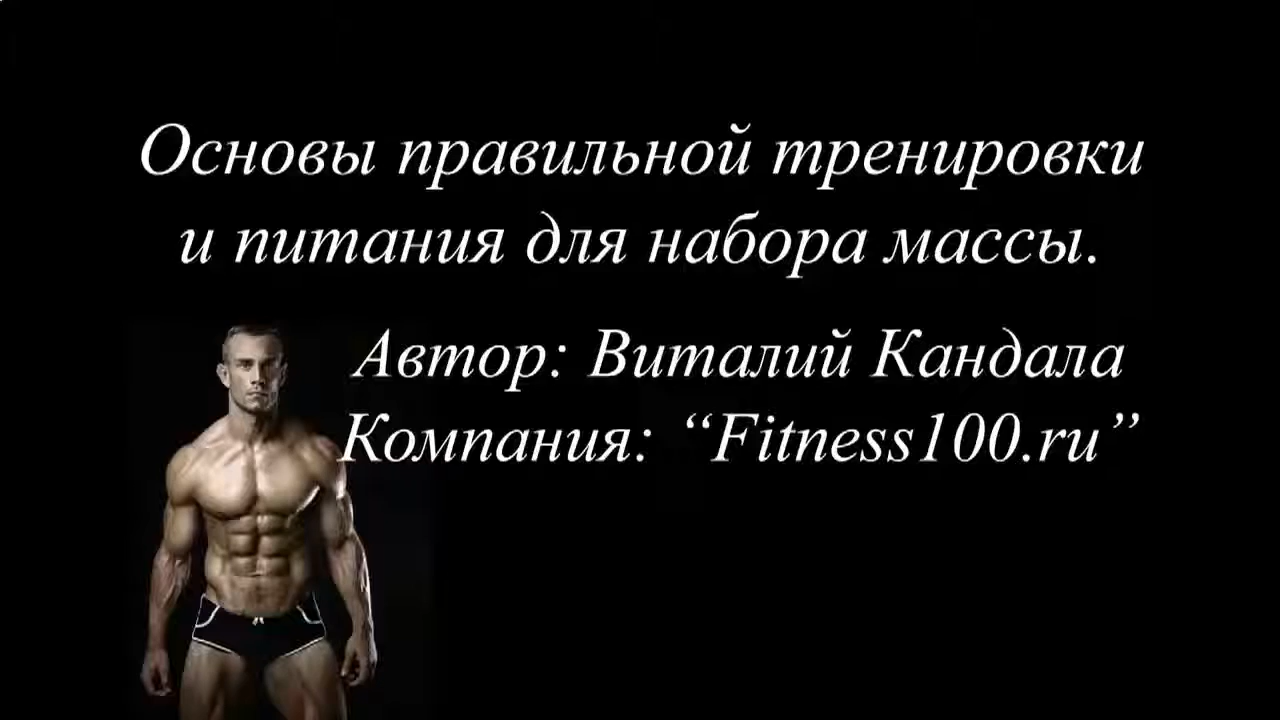 Основы правильной тренировки
и питания для набора массы.
Автор: Виталий Кандала
Компания: “Fitness100.ru”